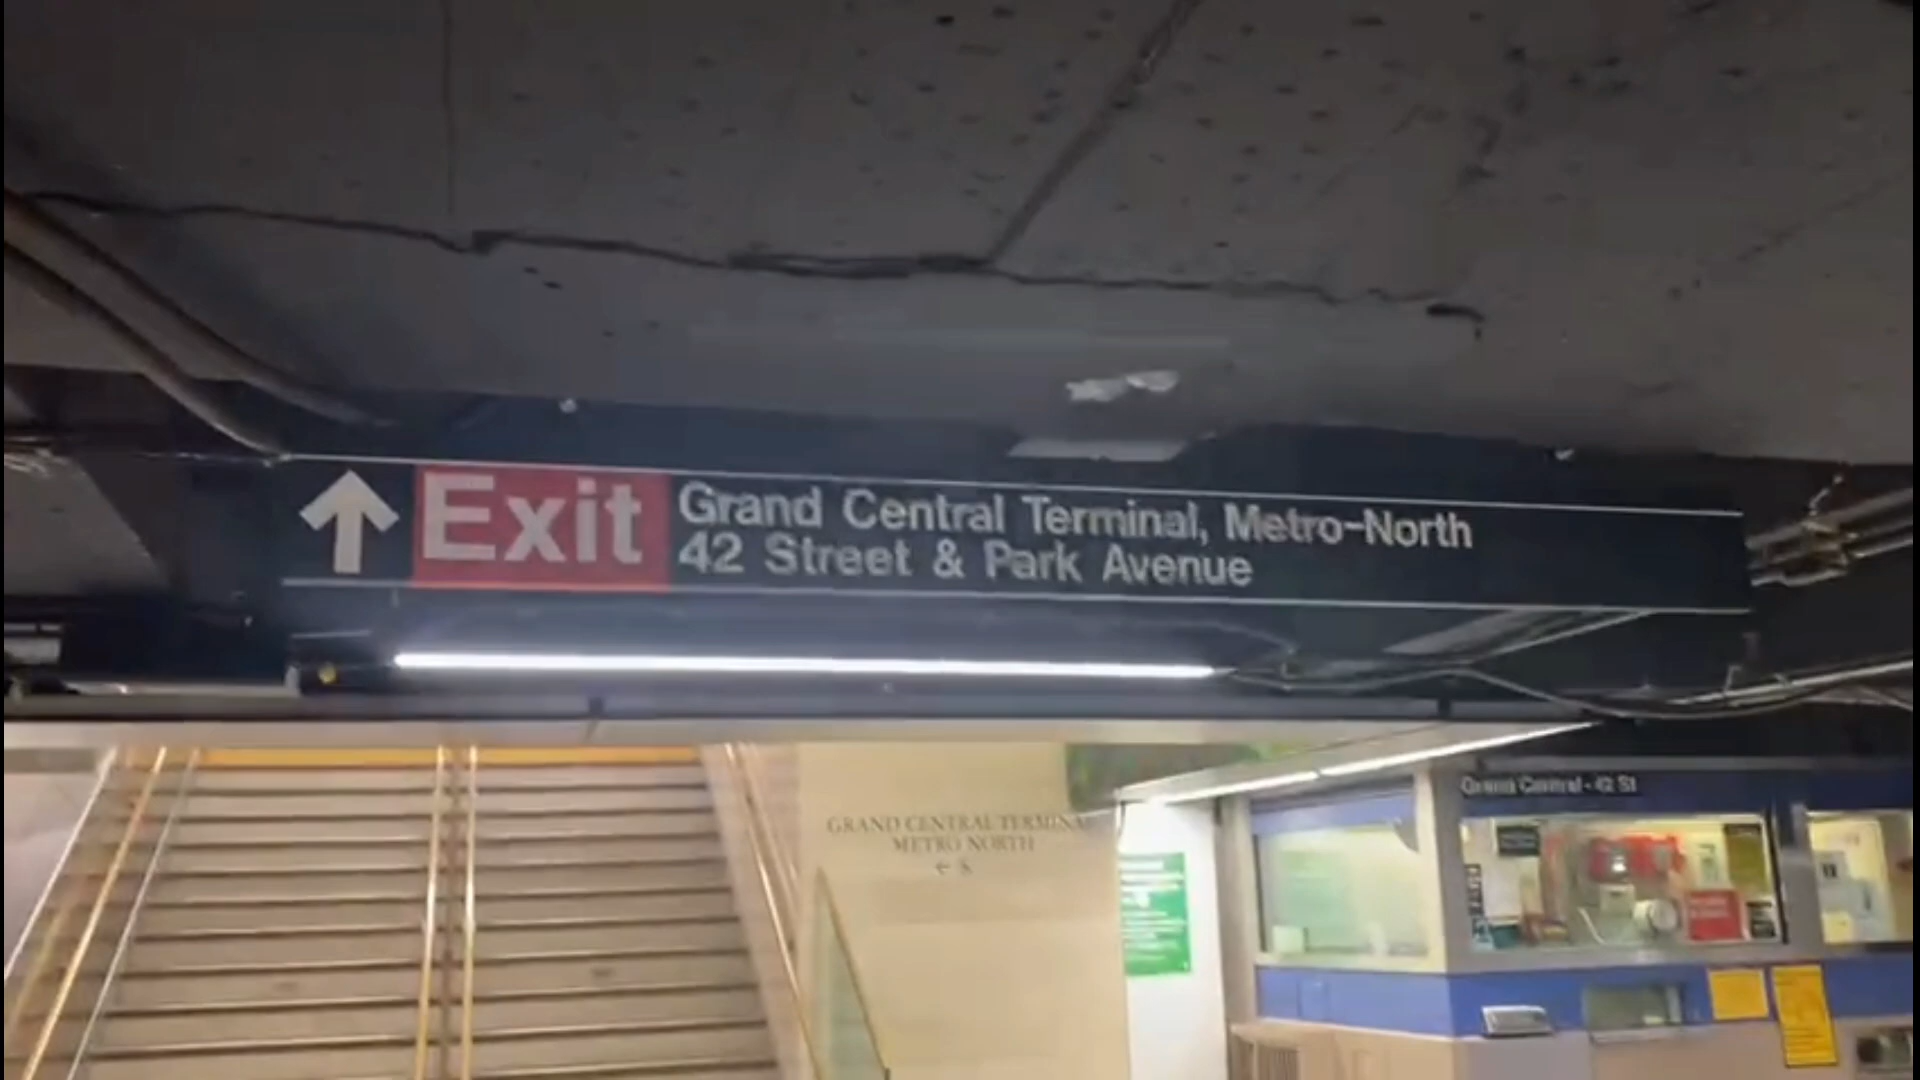 ↑ Exit Grand Central Terminal, Metro-North
42 Street & Park Avenue
GRAND CENTRAL TERMINAL
METRO NORTH
←
Grand Central - 42 St